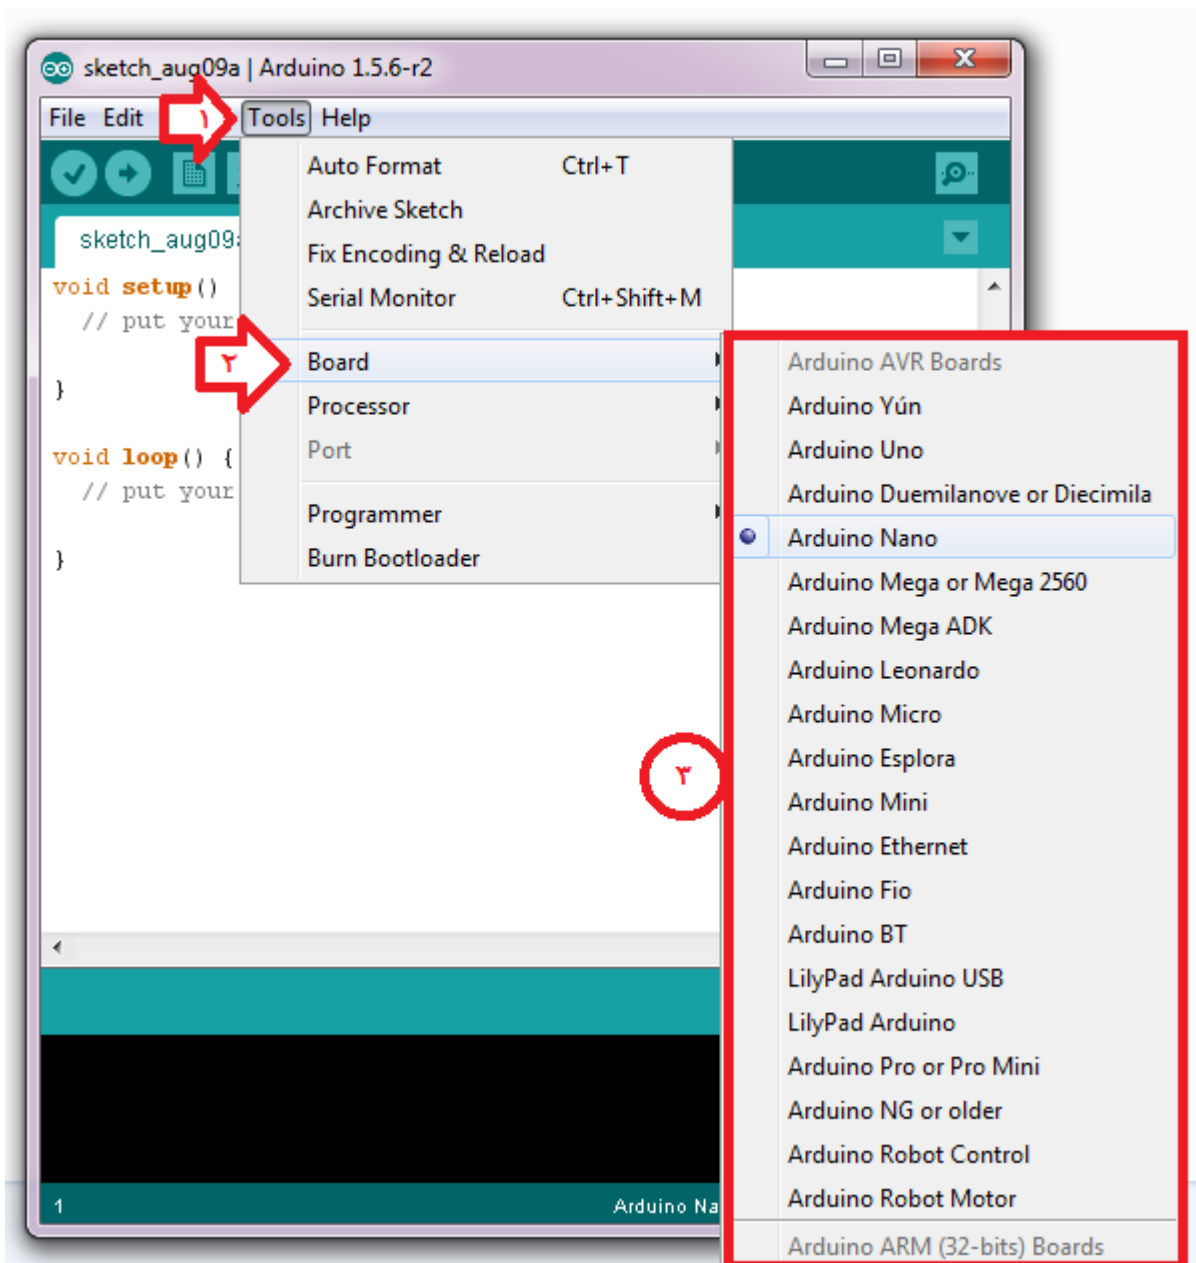 sketch_aug09a | Arduino 1.5.6-r2
File Edit ١ Tools Help
sketch_aug09a
void setup()
// put your
}
void loop() {
// put your
}
Auto Format Ctrl+T
Archive Sketch
Fix Encoding & Reload
Serial Monitor Ctrl+Shift+M
٢ Board
Processor
Port
Programmer
Burn Bootloader
٣
Arduino AVR Boards
Arduino Yún
Arduino Uno
Arduino Duemilanove or Diecimila
Arduino Nano
Arduino Mega or Mega 2560
Arduino Mega ADK
Arduino Leonardo
Arduino Micro
Arduino Esplora
Arduino Mini
Arduino Ethernet
Arduino Fio
Arduino BT
LilyPad Arduino USB
LilyPad Arduino
Arduino Pro or Pro Mini
Arduino NG or older
Arduino Robot Control
Arduino Robot Motor
Arduino ARM (32-bits) Boards
1 Arduino Na